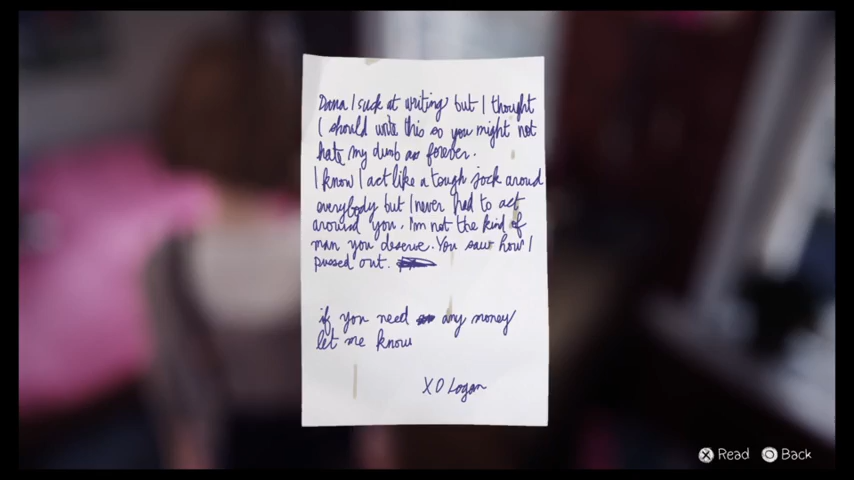 Dana I suck at writing but I thought
I should write this so you might not
hate my dumb as forever.
I know I act like a tough jock around
everybody but I never had to act
around you. I'm not the kind of
man you deserve. You saw how I
pussed out.
if you need any money
let me know
XO Logan
Read
Back